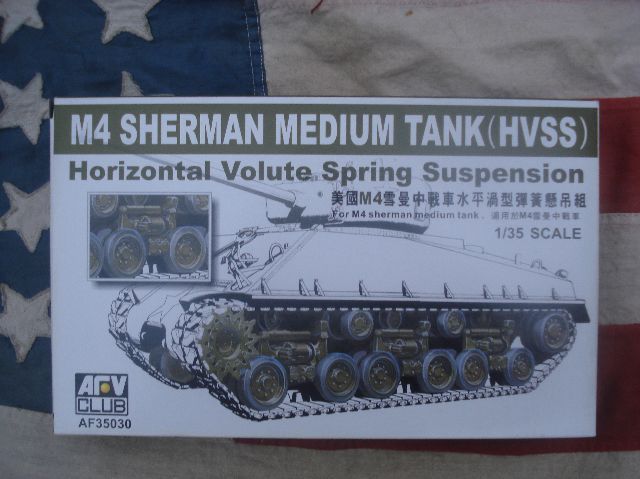 M4 SHERMAN MEDIUM TANK(HVSS)
Horizontal Volute Spring Suspension
美國M4雪曼中戰車水平渦型彈簧懸吊組
For M4 sherman medium tank . 適用於M4雪曼中戰車
1/35 SCALE
AFV
CLUB
AF35030